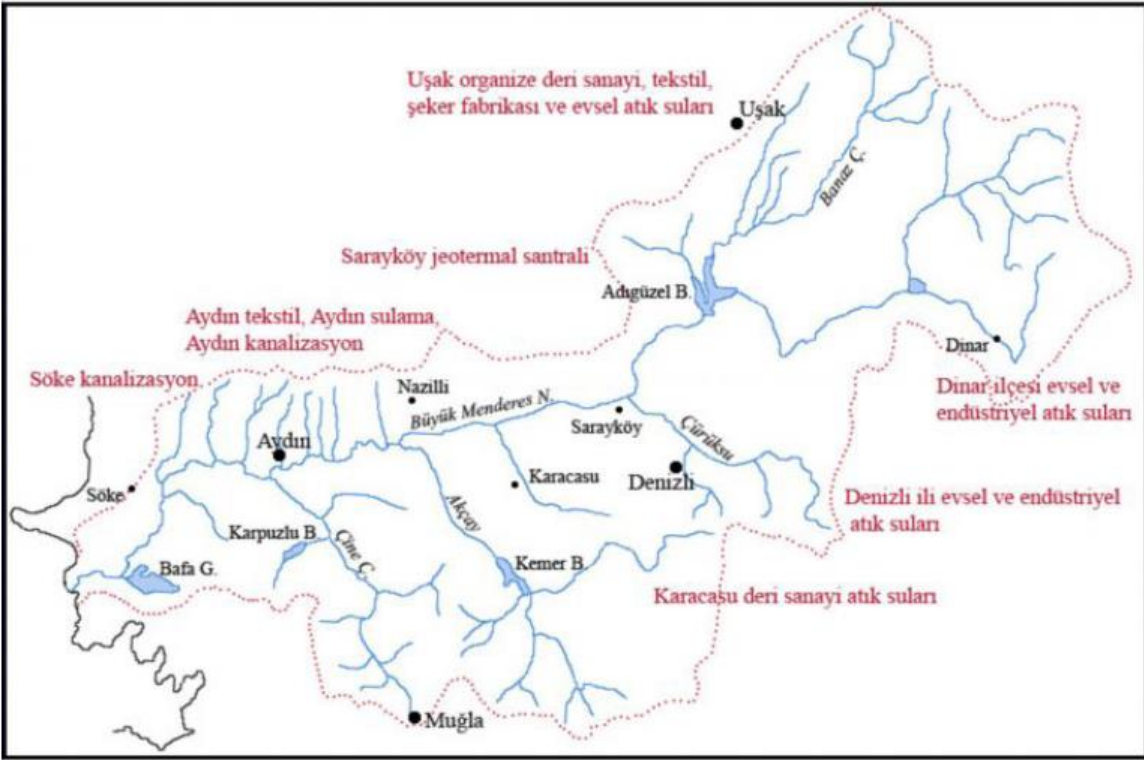 Uşak organize deri sanayi, tekstil,
şeker fabrikası ve evsel atık suları
Uşak
Banaz Ç.
Sarayköy jeotermal santrali
Adıgüzel B.
Aydın tekstil, Aydın sulama,
Aydın kanalizasyon
Dinar
Söke kanalizasyon
Nazilli
Büyük Menderes N.
Dinar ilçesi evsel ve
endüstriyel atık suları
Sarayköy
Çürüksu
Aydın
Karacasu
Denizli
Söke
Akçay
Denizli ili evsel ve endüstriyel
atık suları
Karpuzlu B
Çine Ç.
Kemer B.
Bafa G.
Karacasu deri sanayi atık suları
Muğla